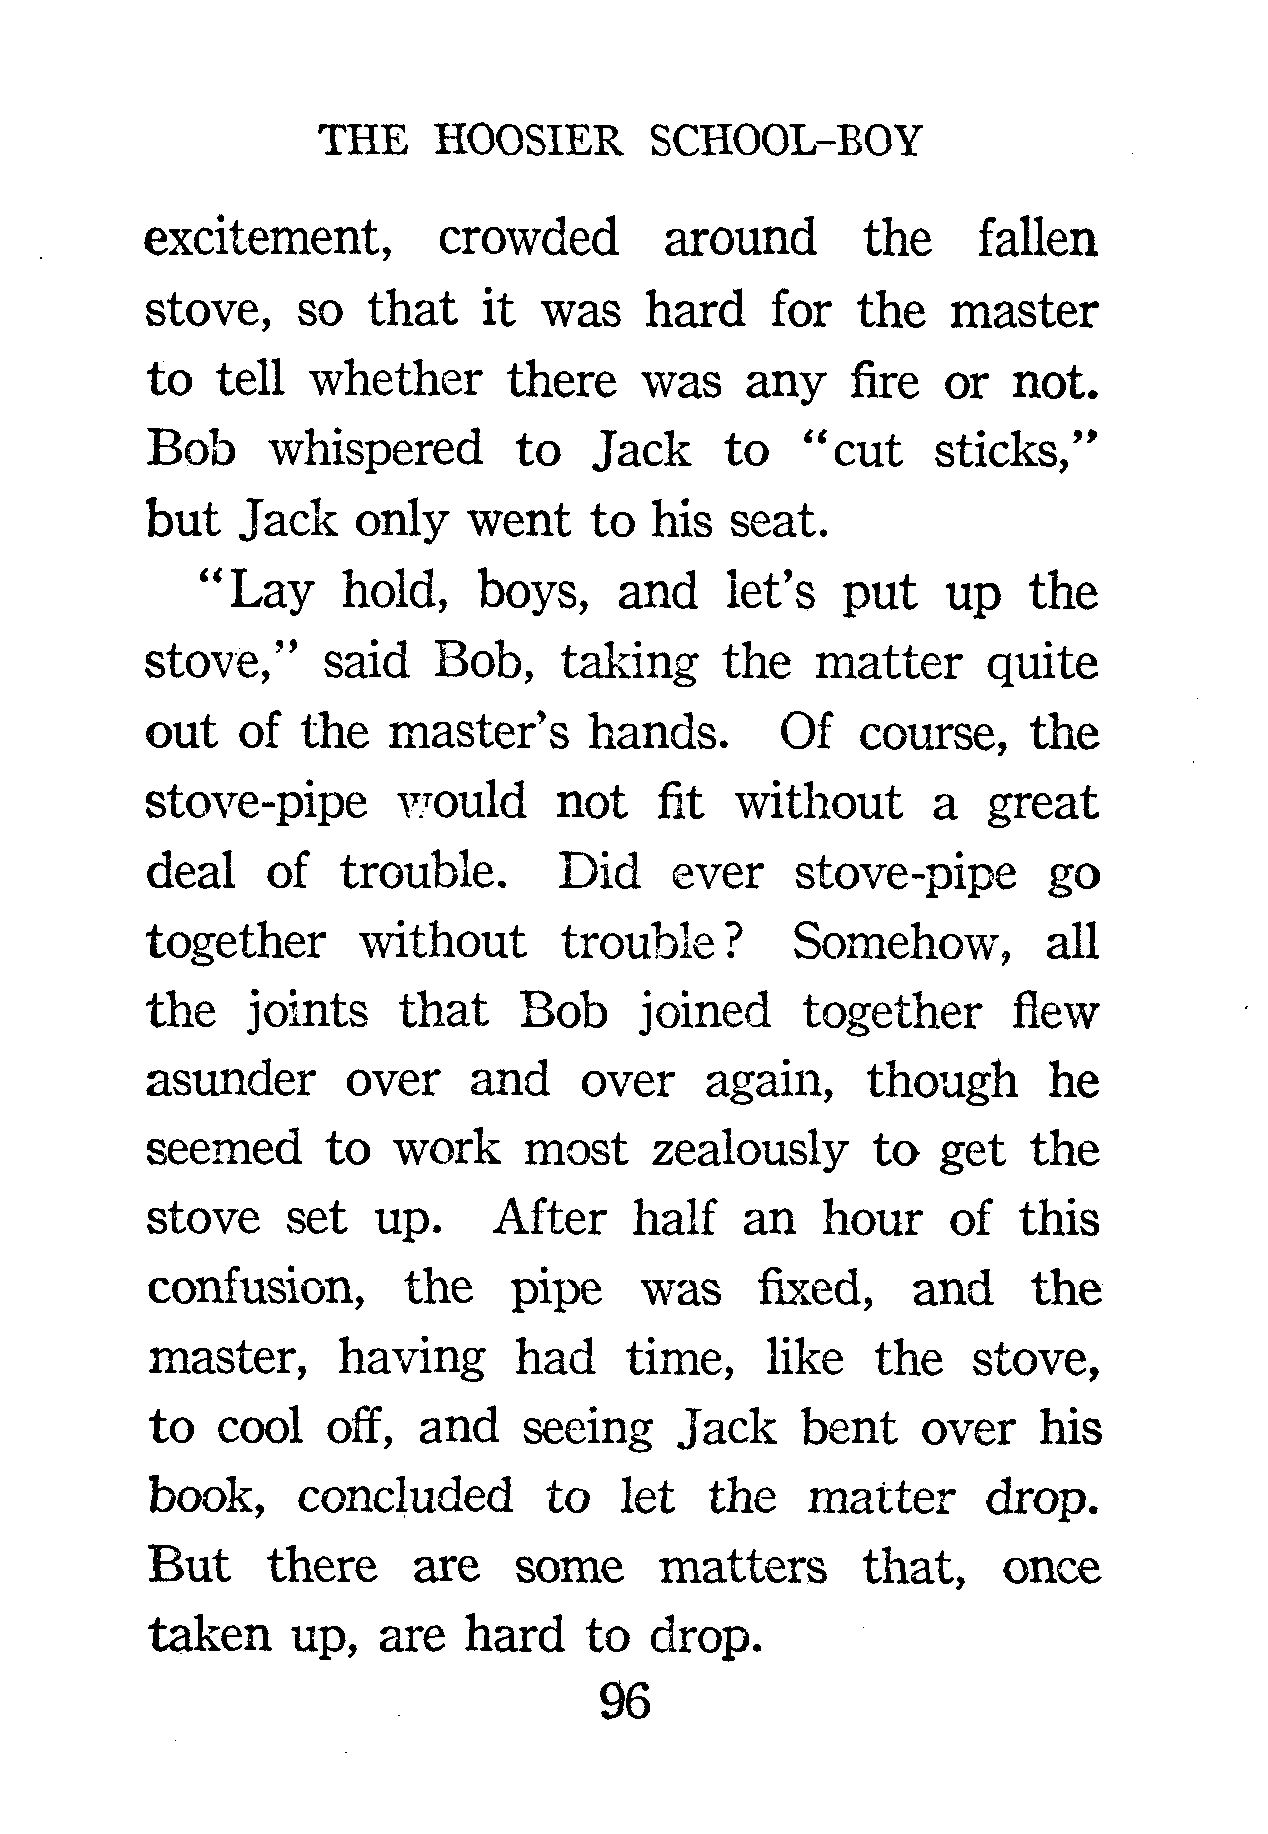 THE HOOSIER SCHOOL-BOY
excitement, crowded around the fallen
stove, so that it was hard for the master
to tell whether there was any fire or not.
Bob whispered to Jack to "cut sticks,"
but Jack only went to his seat.
"Lay hold, boys, and let's put up the
stove," said Bob, taking the matter quite
out of the master's hands. Of course, the
stove-pipe would not fit without a great
deal of trouble. Did ever stove-pipe go
together without trouble? Somehow, all
the joints that Bob joined together flew
asunder over and over again, though he
seemed to work most zealously to get the
stove set up. After half an hour of this
confusion, the pipe was fixed, and the
master, having had time, like the stove,
to cool off, and seeing Jack bent over his
book, concluded to let the matter drop.
But there are some matters that, once
taken up, are hard to drop.
96